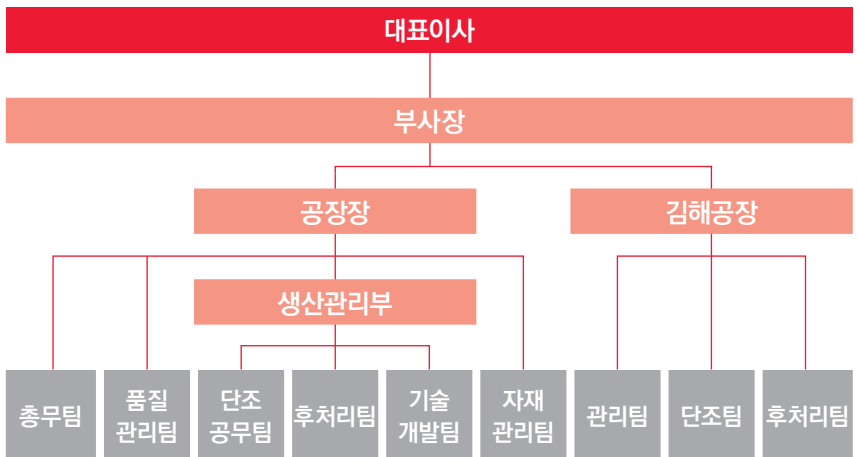 대표이사
부사장
공장장
김해공장
생산관리부
총무팀
품질
관리팀
단조
공무팀
후처리팀
기술
개발팀
자재
관리팀
관리팀
단조팀
후처리팀